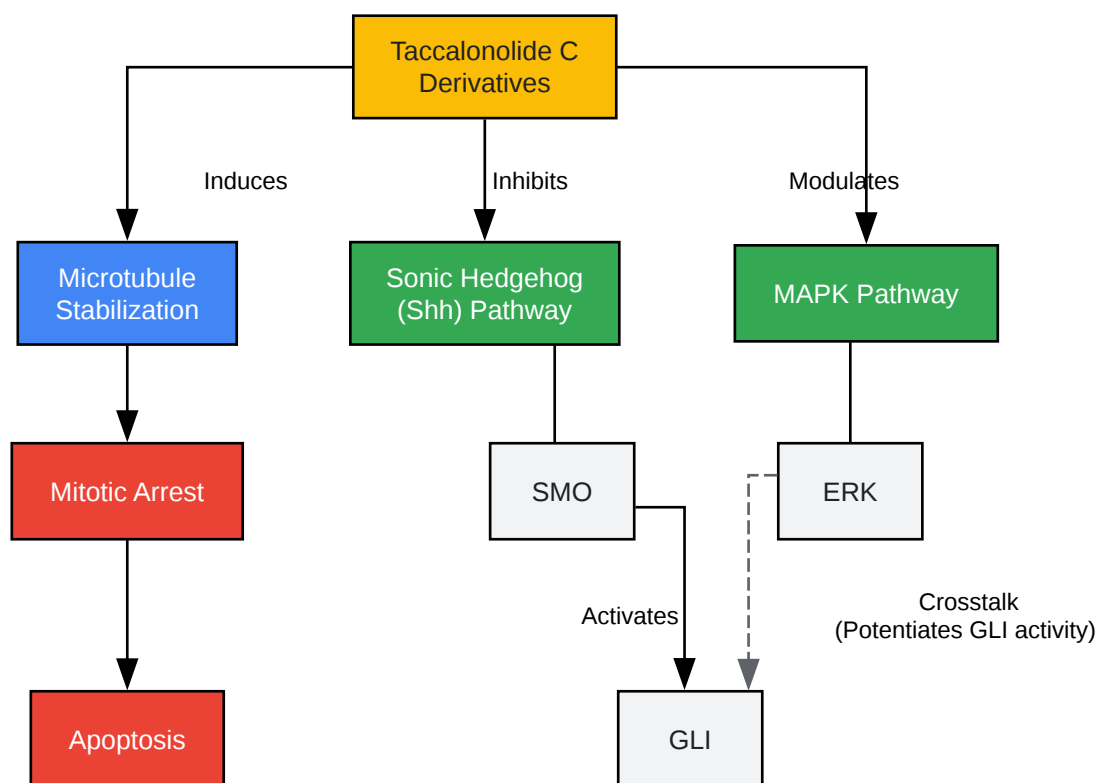 Taccalonolide C
Derivatives
Induces
Inhibits
Modulates
Microtubule
Stabilization
Sonic Hedgehog
(Shh) Pathway
MAPK Pathway
Mitotic Arrest
SMO
ERK
Activates
Crosstalk
(Potentiates GLI activity)
Apoptosis
GLI